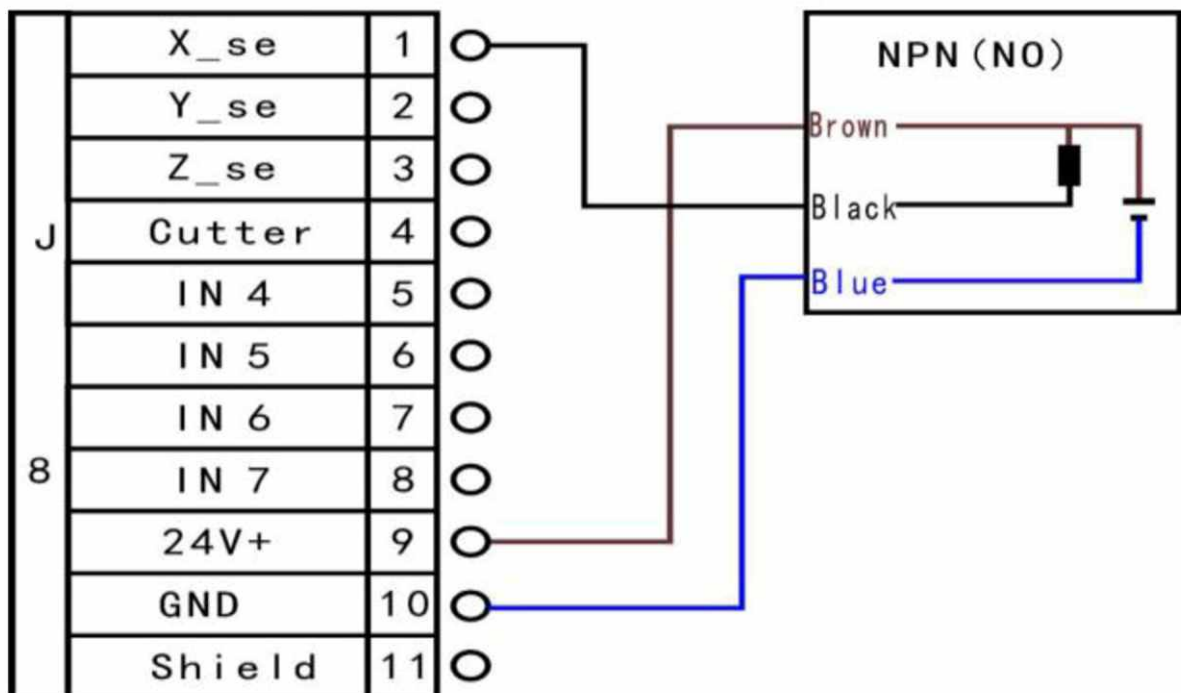 X_se 1
Y_se 2
Z_se 3
J Cutter 4
IN 4 5
IN 5 6
IN 6 7
8 IN 7 8
24V+ 9
GND 10
Shield 11
NPN (NO)
Brown
Black
Blue